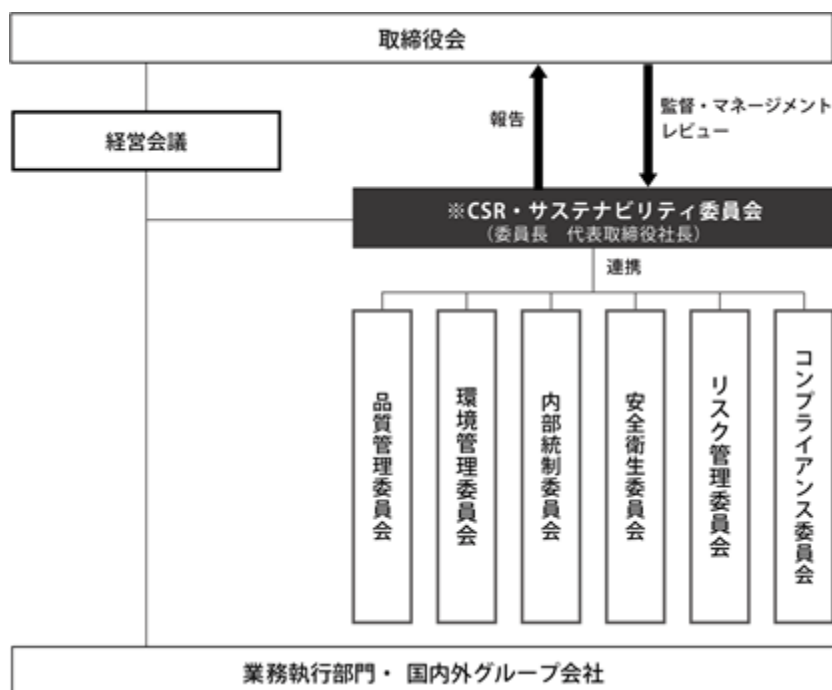 取締役会
報告
監督・マネージメント
レビュー
経営会議
※CSR・サステナビリティ委員会
（委員長　代表取締役社長）
連携
品質管理委員会
環境管理委員会
内部統制委員会
安全衛生委員会
リスク管理委員会
コンプライアンス委員会
業務執行部門・ 国内外グループ会社